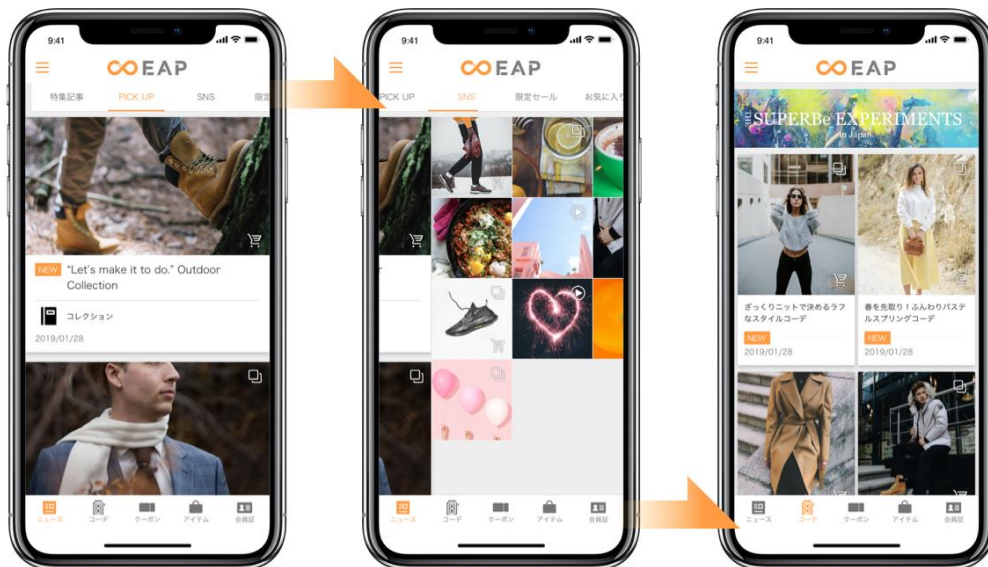 9:41
EAP
特集記事 PICK UP SNS 限定
NEW "Let's make it to do." Outdoor
Collection
コレクション
2019/01/28
ニュース コーデ クーポン アイテム 会員証
9:41
EAP
PICK UP SNS 限定セール お気に入り
r
ニュース コーデ クーポン アイテム 会員証
9:41
EAP
THE SUPERBe EXPERIMENTS
in Japan
ざっくりニットで決めるラフ
なスタイルコーデ
NEW
2019/01/28
春を先取り！ふんわりパステ
ルスプリングコーデ
NEW
2019/01/28
ニュース コーデ クーポン アイテム 会員証